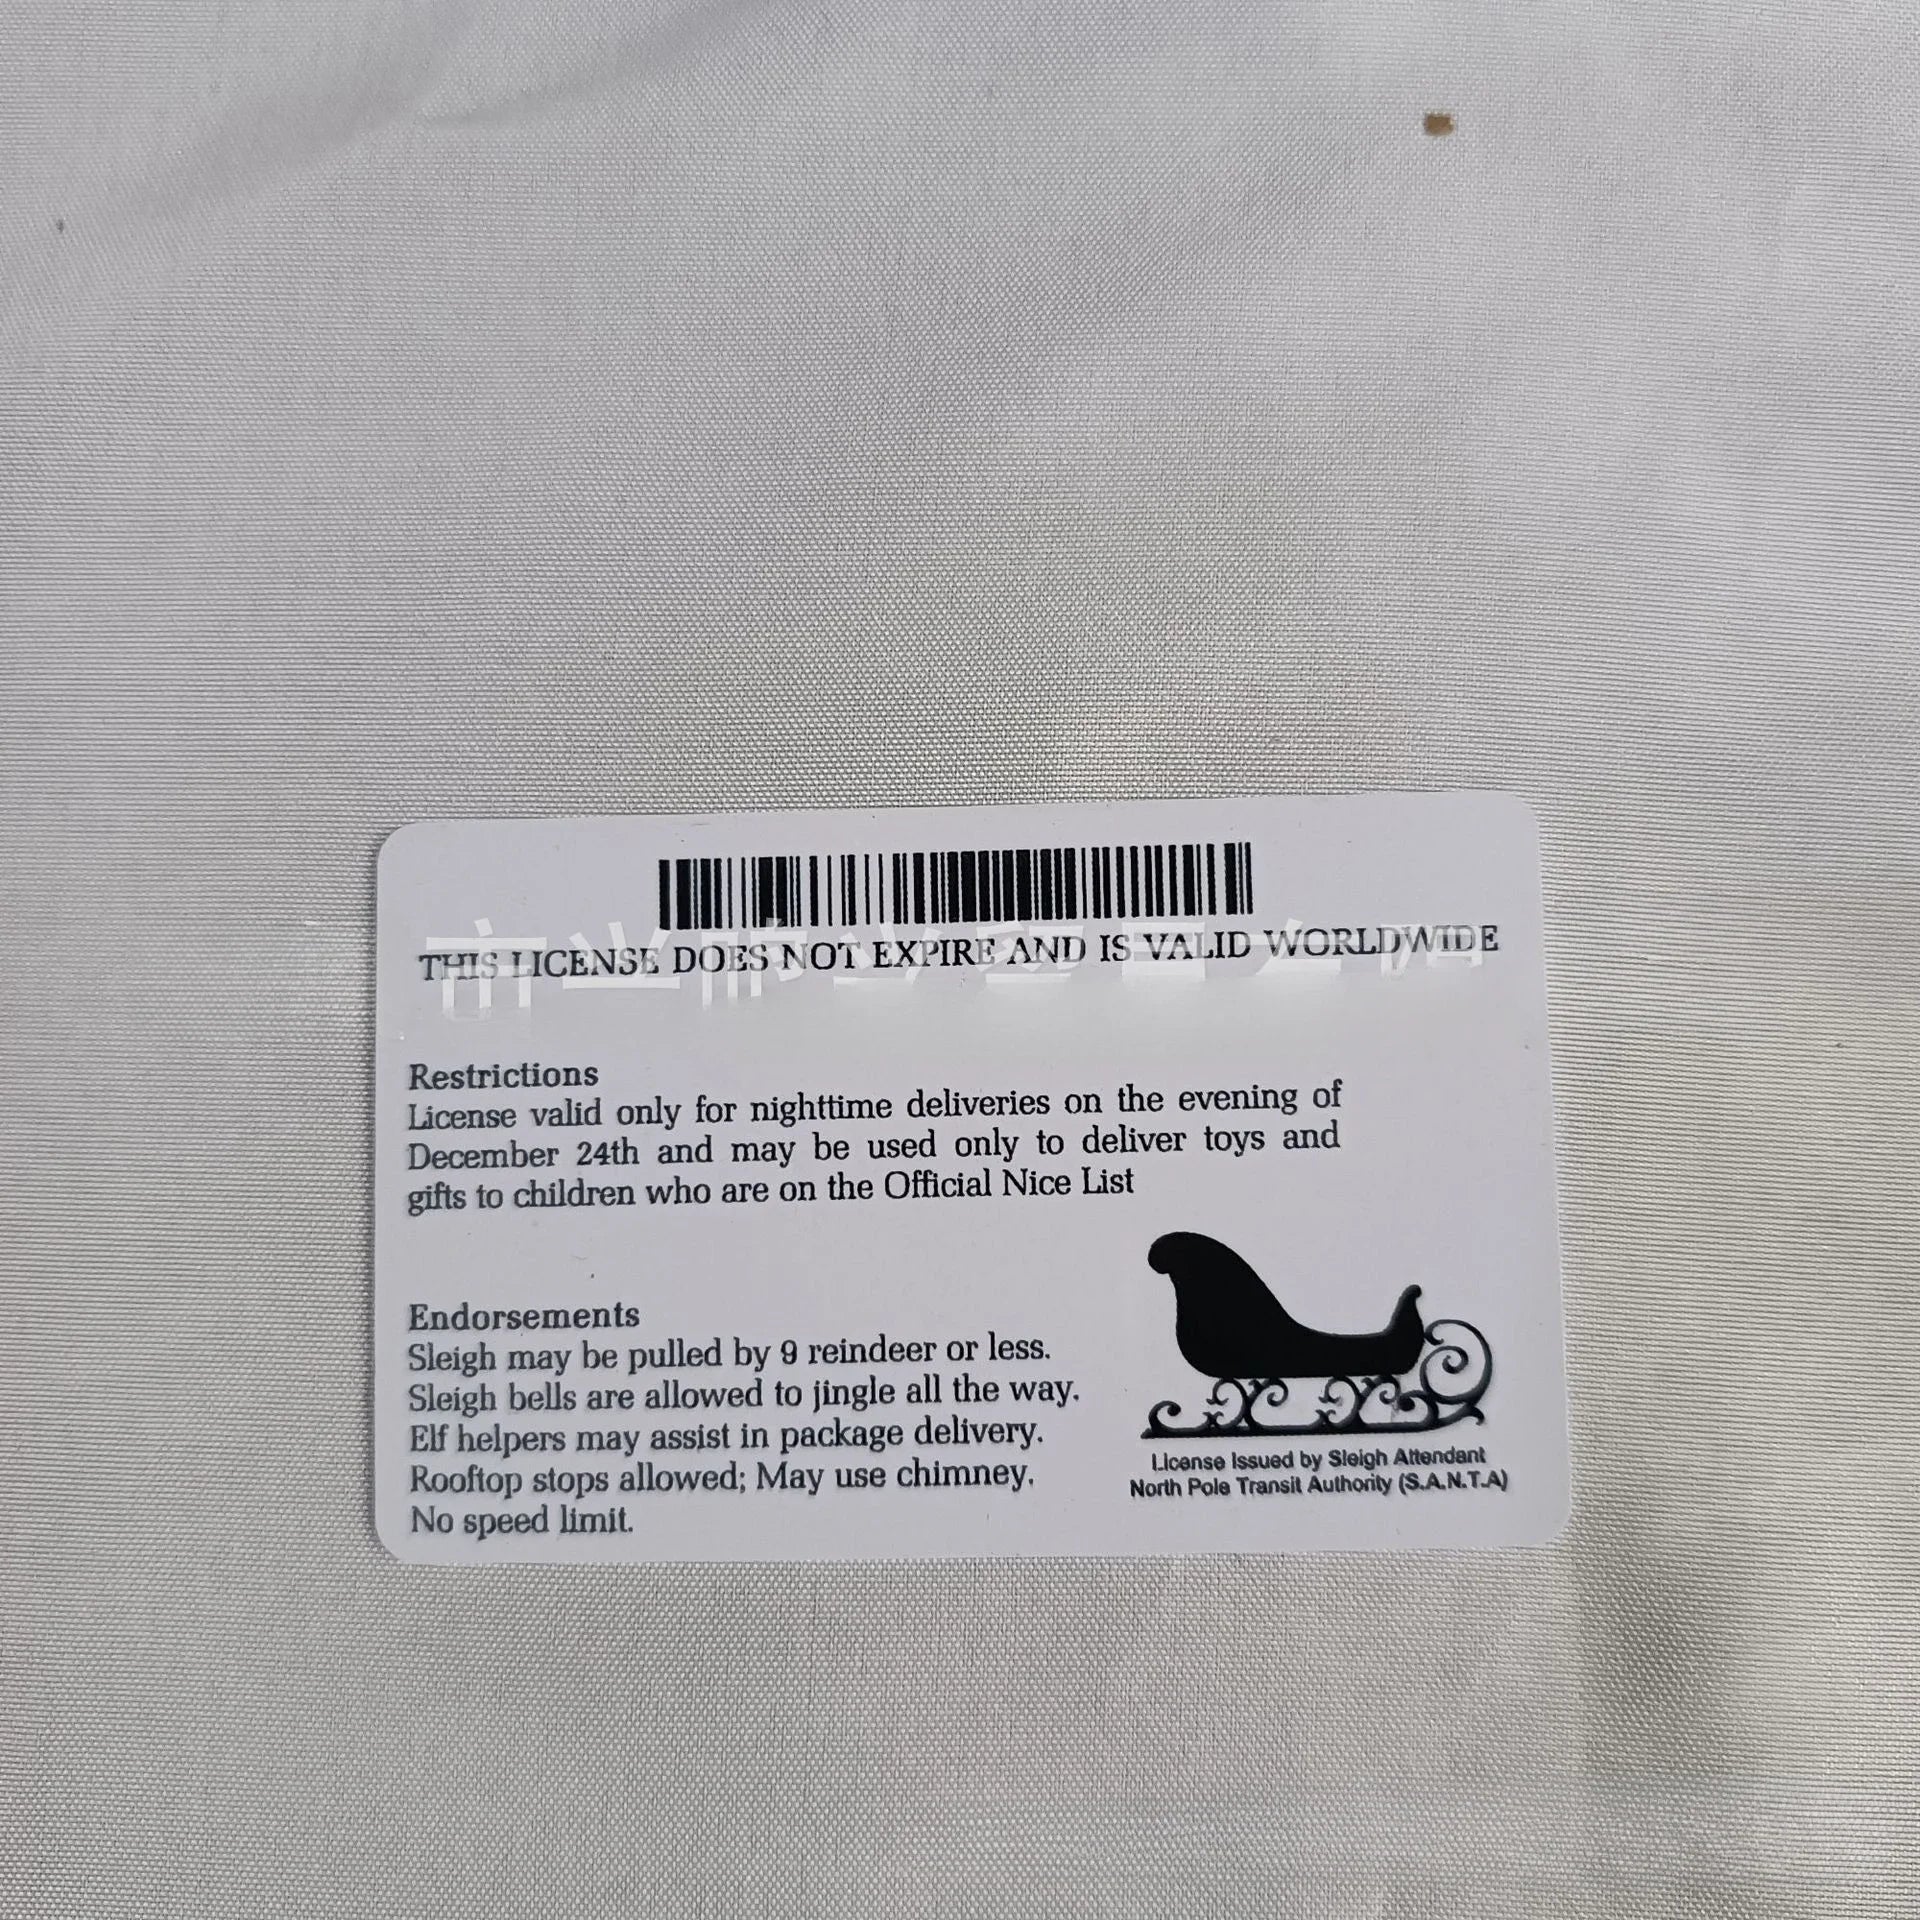 THIS LICENSE DOES NOT EXPIRE AND IS VALID WORLDWIDE
Restrictions
License valid only for nighttime deliveries on the evening of
December 24th and may be used only to deliver toys and
gifts to children who are on the Official Nice List
Endorsements
Sleigh may be pulled by 9 reindeer or less.
Sleigh bells are allowed to jingle all the way.
Elf helpers may assist in package delivery.
Rooftop stops allowed; May use chimney.
No speed limit.
License Issued by Sleigh Attendant
North Pole Transit Authority (S.A.N.T.A)